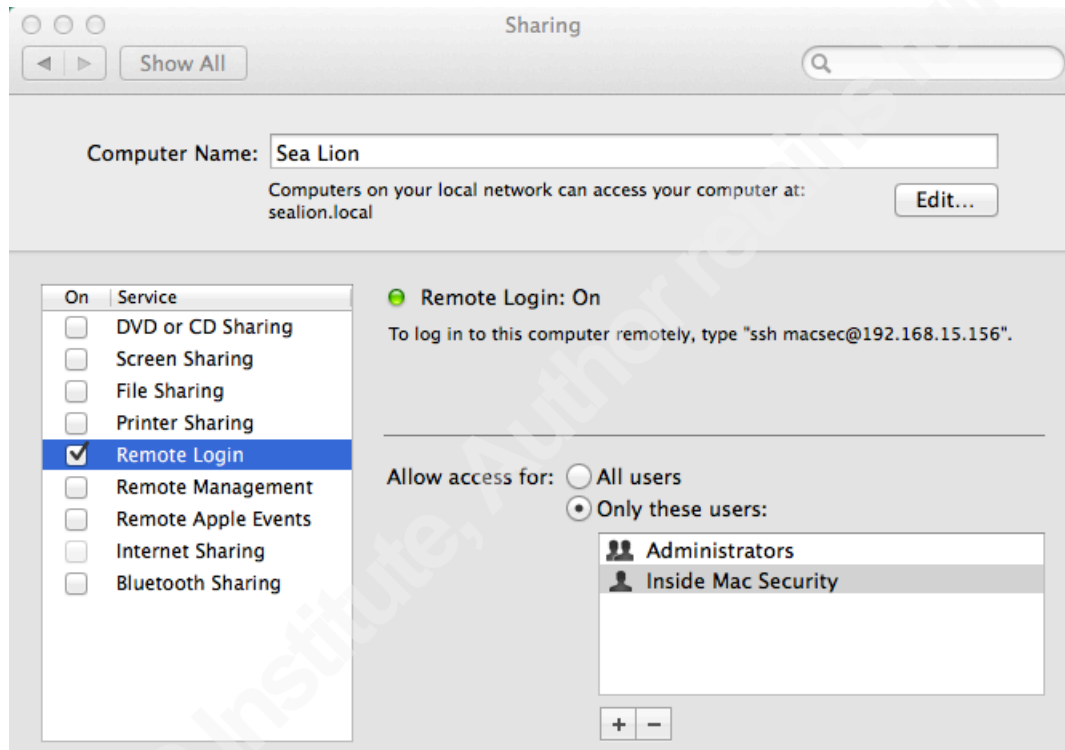 Sharing
Show All
Computer Name: Sea Lion
Computers on your local network can access your computer at:
sealion.local
Edit...
On Service
DVD or CD Sharing
Screen Sharing
File Sharing
Printer Sharing
Remote Login
Remote Management
Remote Apple Events
Internet Sharing
Bluetooth Sharing
Remote Login: On
To log in to this computer remotely, type "ssh macsec@192.168.15.156".
Allow access for: All users
Only these users:
Administrators
Inside Mac Security
+ −
Institute, Author retains